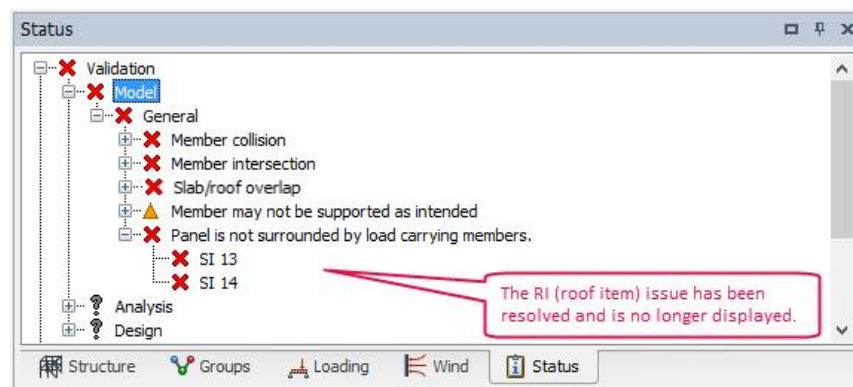 Status
Validation
Model
General
Member collision
Member intersection
Slab/roof overlap
Member may not be supported as intended
Panel is not surrounded by load carrying members.
SI 13
SI 14
The RI (roof item) issue has been
resolved and is no longer displayed.
Analysis
Design
Structure Groups Loading Wind Status